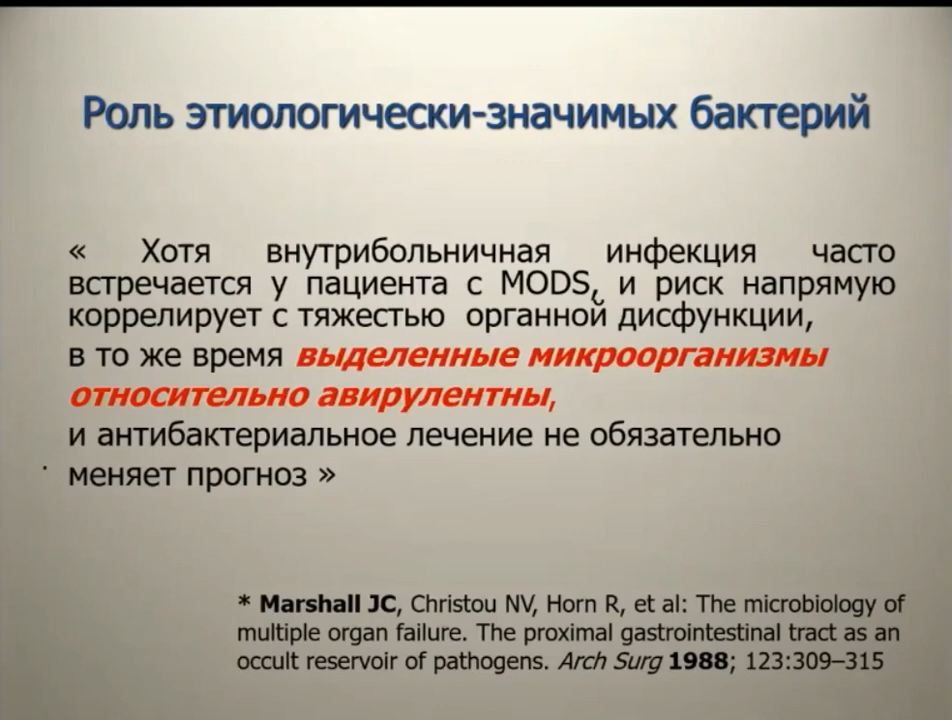 Роль этиологически-значимых бактерий
« Хотя внутрибольничная инфекция часто
встречается у пациента с MODS, и риск напрямую
коррелирует с тяжестью органной дисфункции,
в то же время выделенные микроорганизмы
относительно авирулентны,
и антибактериальное лечение не обязательно
меняет прогноз »
* Marshall JC, Christou NV, Horn R, et al: The microbiology of
multiple organ failure. The proximal gastrointestinal tract as an
occult reservoir of pathogens. Arch Surg 1988; 123:309–315